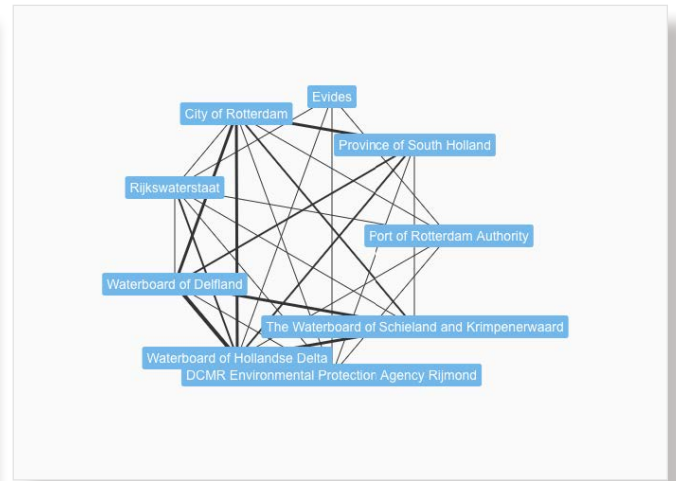 Evides
City of Rotterdam
Province of South Holland
Rijkswaterstaat
Port of Rotterdam Authority
Waterboard of Delfland
The Waterboard of Schieland and Krimpenerwaard
Waterboard of Hollandse Delta
DCMR Environmental Protection Agency Rijmond